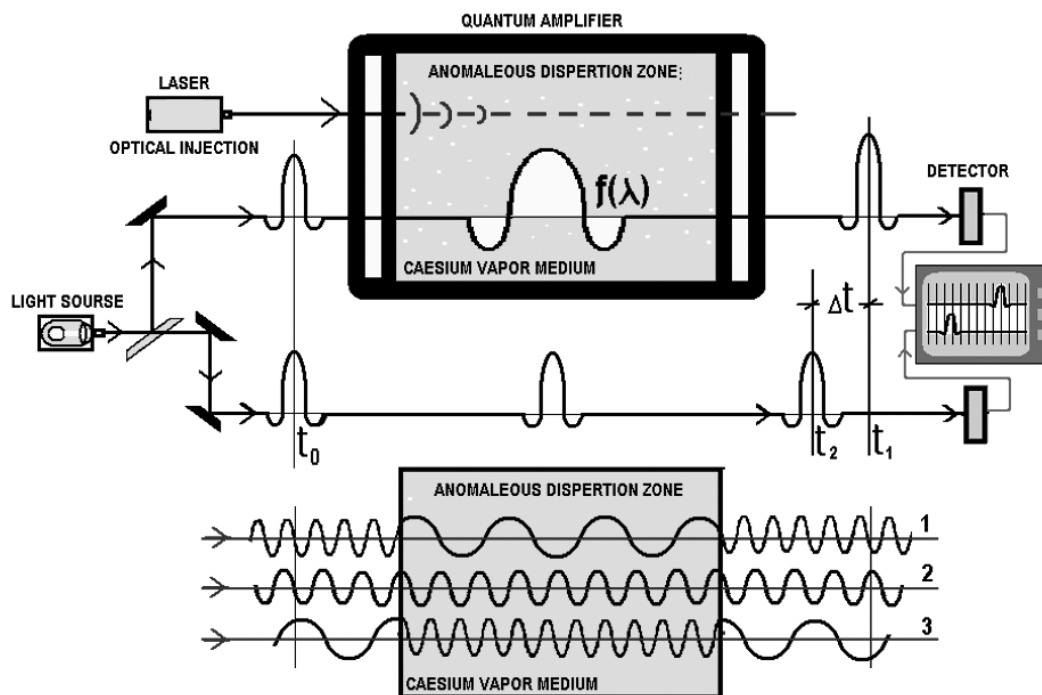 QUANTUM AMPLIFIER
ANOMALEOUS DISPERTION ZONE:
LASER
OPTICAL INJECTION
f(λ)
DETECTOR
CAESIUM VAPOR MEDIUM
LIGHT SOURSE
Δt
t0
t2
t1
ANOMALEOUS DISPERTION ZONE
1
2
3
CAESIUM VAPOR MEDIUM